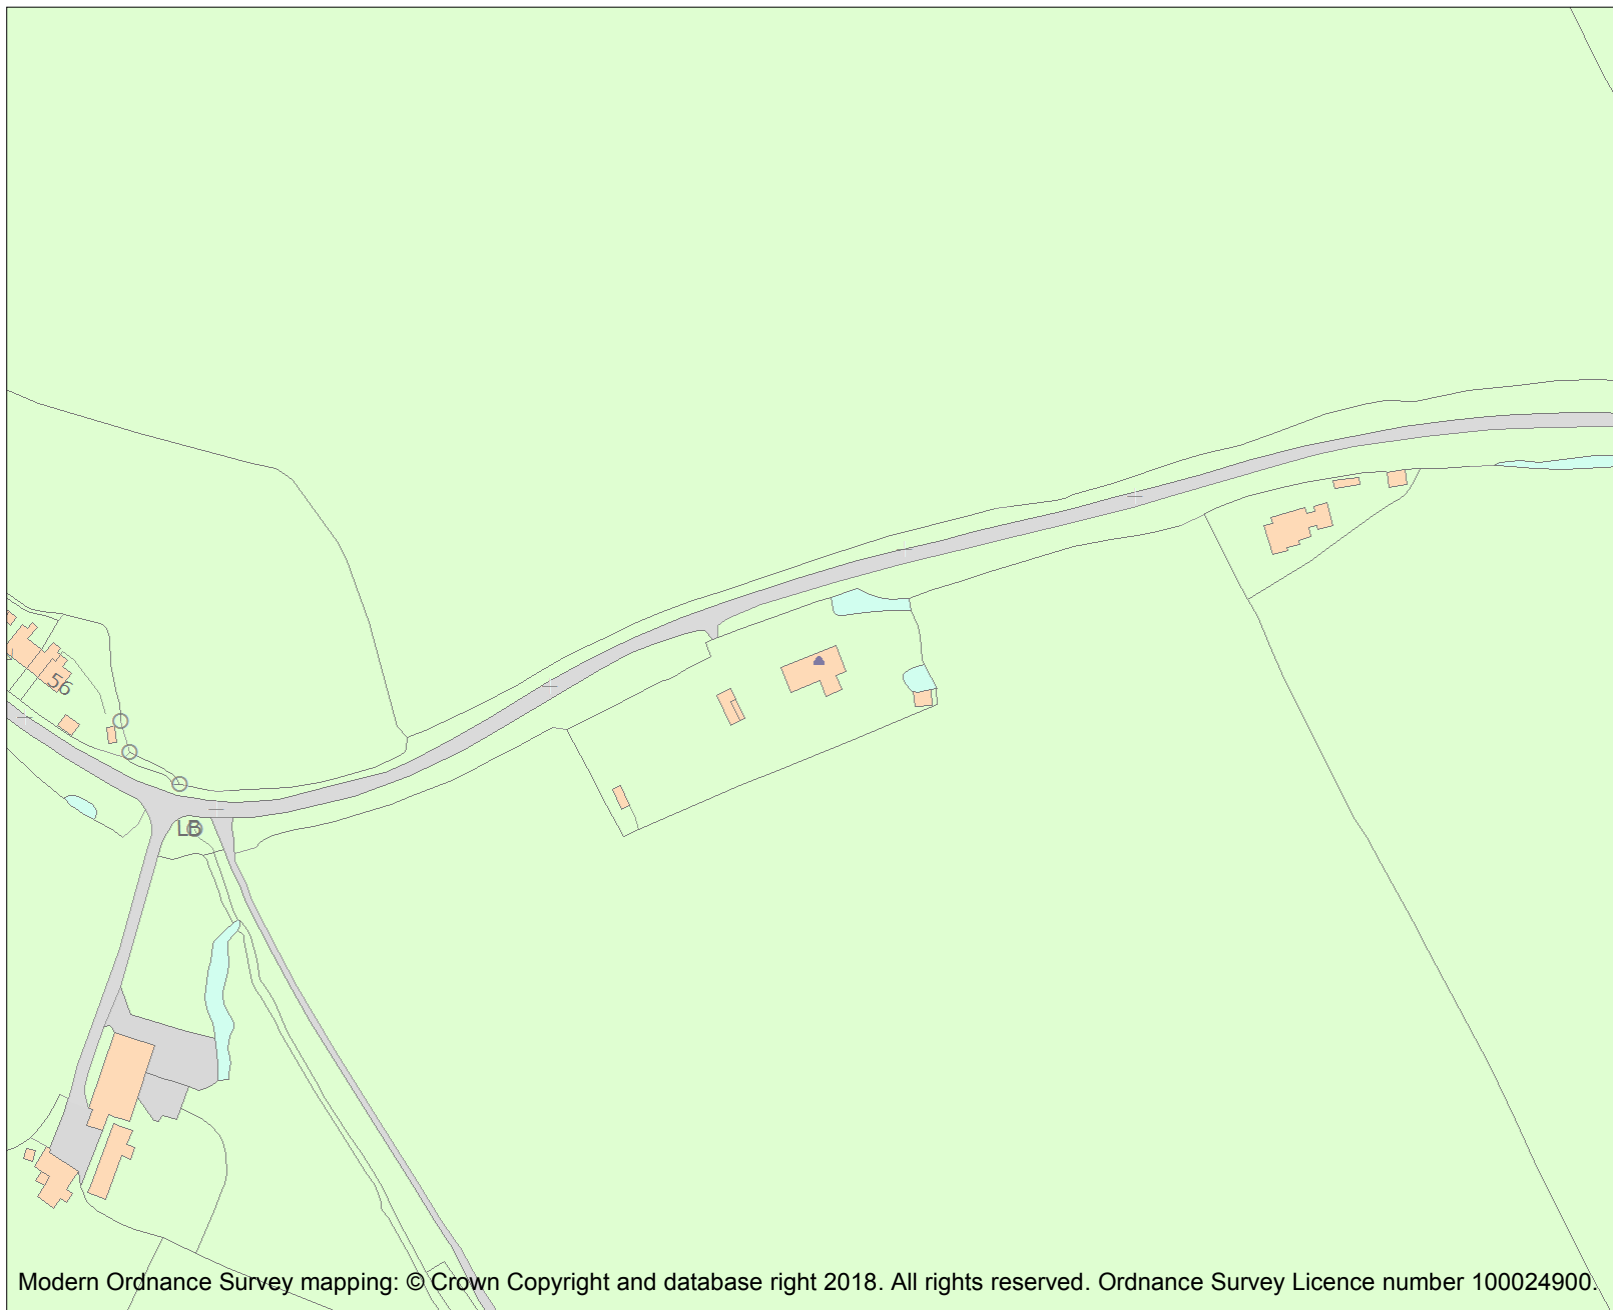 56
LB
Modern Ordnance Survey mapping: © Crown Copyright and database right 2018. All rights reserved. Ordnance Survey Licence number 100024900.